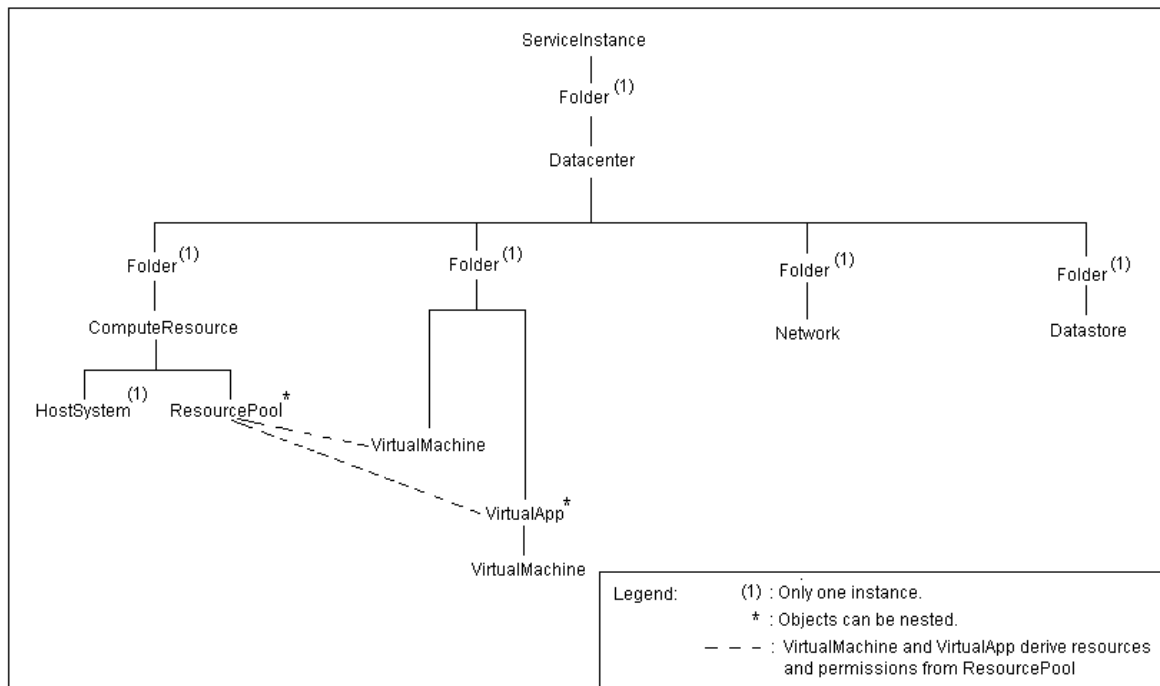 ServiceInstance
Folder (1)
Datacenter
Folder (1)
Folder (1)
Folder (1)
Folder (1)
ComputeResource
Network
Datastore
HostSystem (1)
ResourcePool *
VirtualMachine
VirtualApp *
VirtualMachine
Legend:
(1) : Only one instance.
* : Objects can be nested.
– – – : VirtualMachine and VirtualApp derive resources
and permissions from ResourcePool